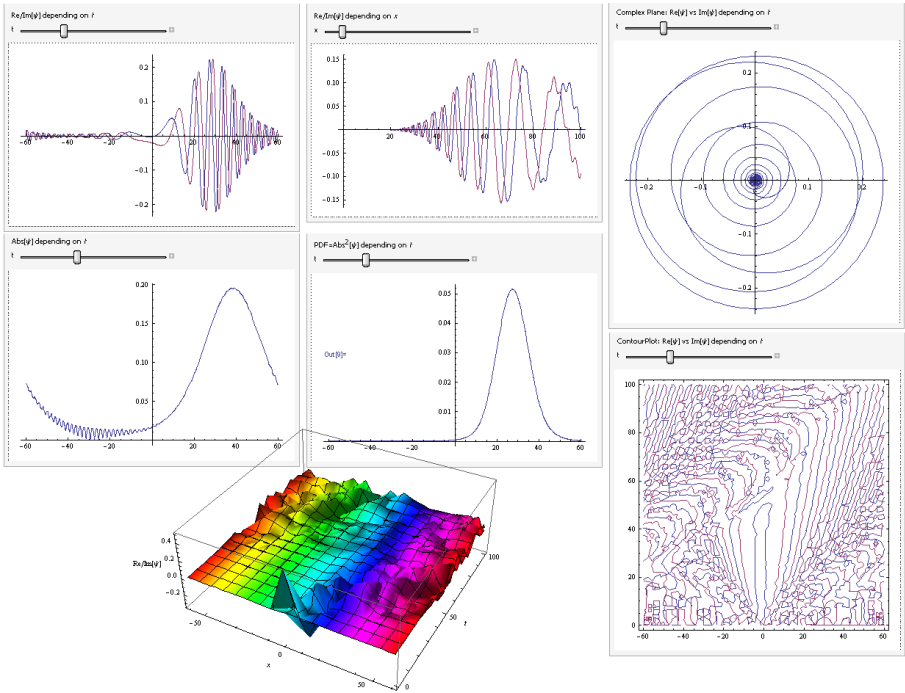 Re/Im[ψ] depending on t
t
0.2
0.1
-0.1
-0.2
-60 -40 -20 20 40 60
Re/Im[ψ] depending on x
x
0.15
0.10
0.05
-0.05
-0.10
-0.15
20 40 60 80 100
Complex Plane: Re[ψ] vs Im[ψ] depending on t
t
0.2
0.1
-0.1
-0.2
-0.2 -0.1 0.1 0.2
Abs[ψ] depending on t
t
0.20
0.15
0.10
0.05
-60 -40 -20 0 20 40 60
PDF=Abs²[ψ] depending on t
t
0.05
0.04
0.03
0.02
0.01
Out[9]=
-60 -40 -20 20 40 60
ContourPlot: Re[ψ] vs Im[ψ] depending on t
t
100
80
60
40
20
0
-60 -40 -20 0 20 40 60
0.4
0.2
0.0
-0.2
Re/Im[ψ]
-50
0
50
x
0
50
100
t